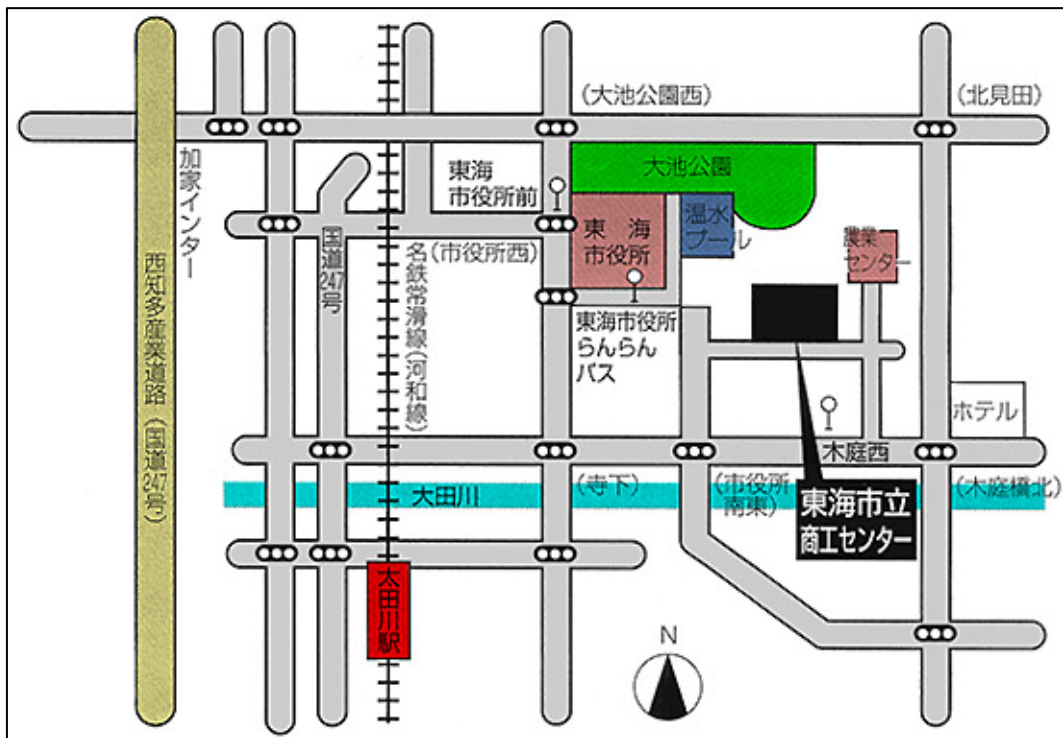 (大池公園西)
(北見田)
加家インター
東海
市役所前
大池公園
東 海
市役所
温水
プール
農業
センター
国道247号
名鉄常滑線(河和線)
(市役所西)
西知多産業道路(国道247号)
東海市役所
らんらん
バス
ホテル
木庭西
大田川
(寺下)
(市役所
南東)
(木庭橋北)
東海市立
商工センター
太田川駅
N